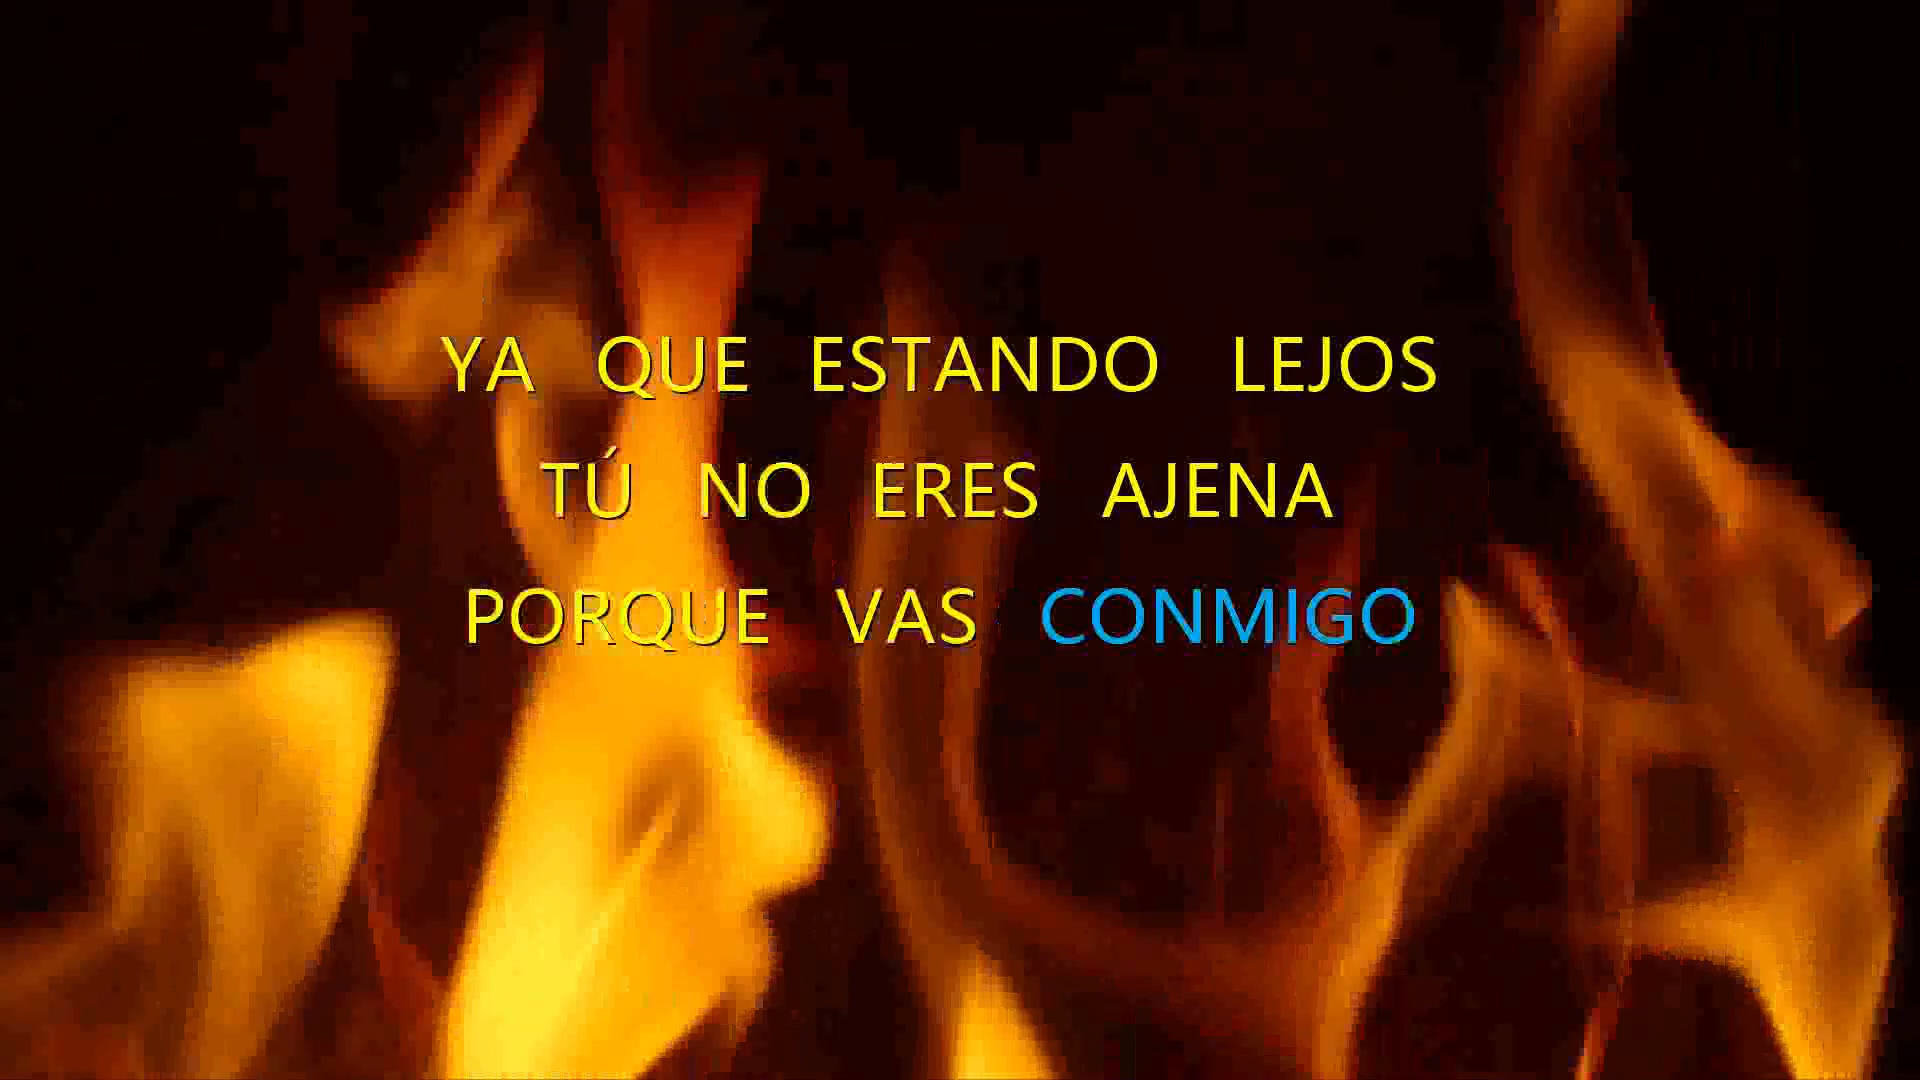 YA QUE ESTANDO LEJOS
TÚ NO ERES AJENA
PORQUE VAS CONMIGO